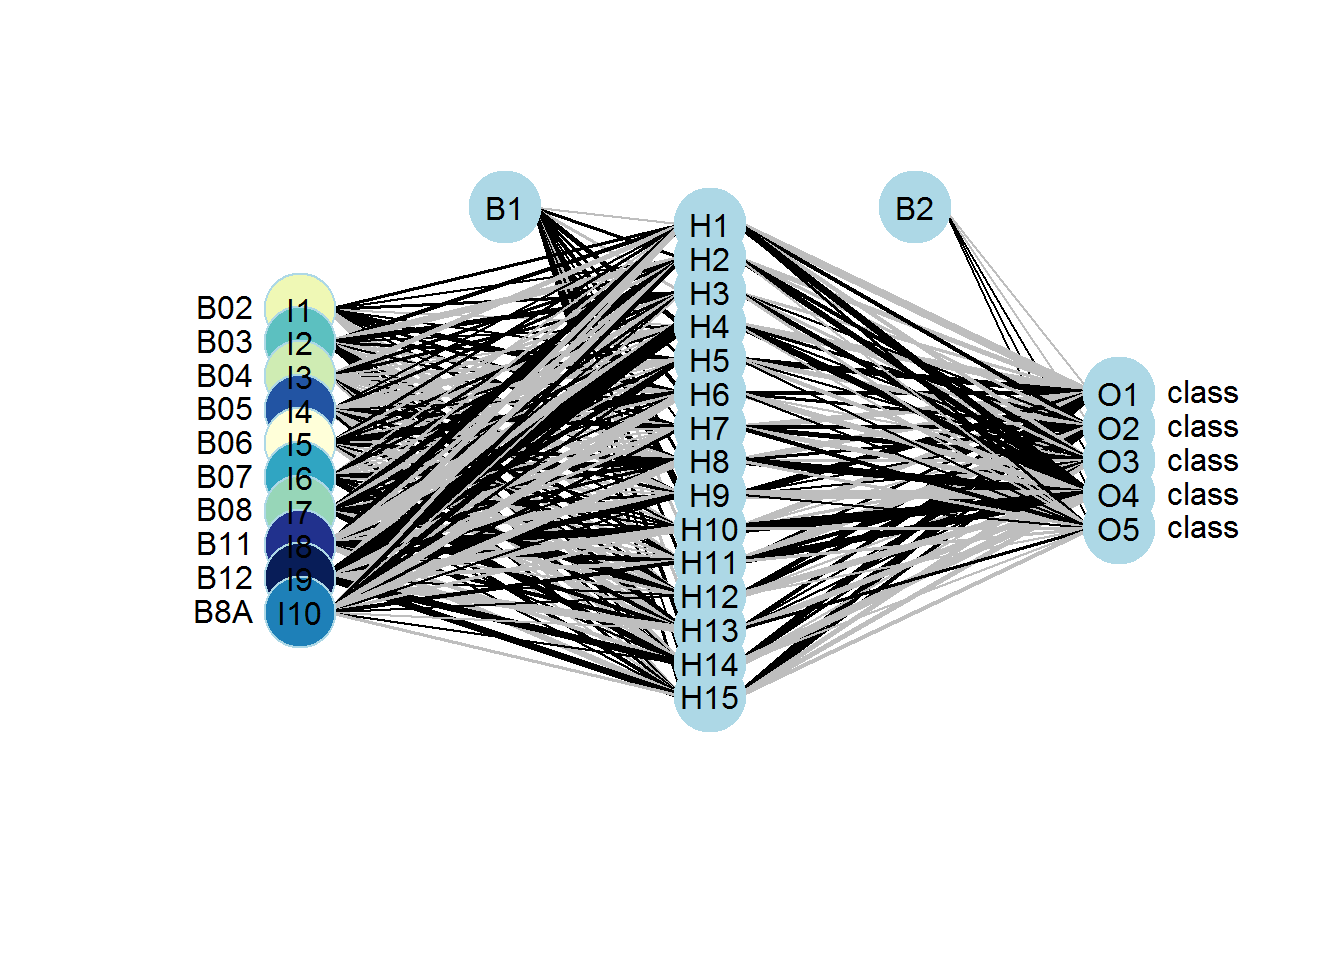 B1
B2
H1
H2
H3
H4
H5
H6
H7
H8
H9
H10
H11
H12
H13
H14
H15
B02 I1
B03 I2
B04 I3
B05 I4
B06 I5
B07 I6
B08 I7
B11 I8
B12 I9
B8A I10
O1 class
O2 class
O3 class
O4 class
O5 class